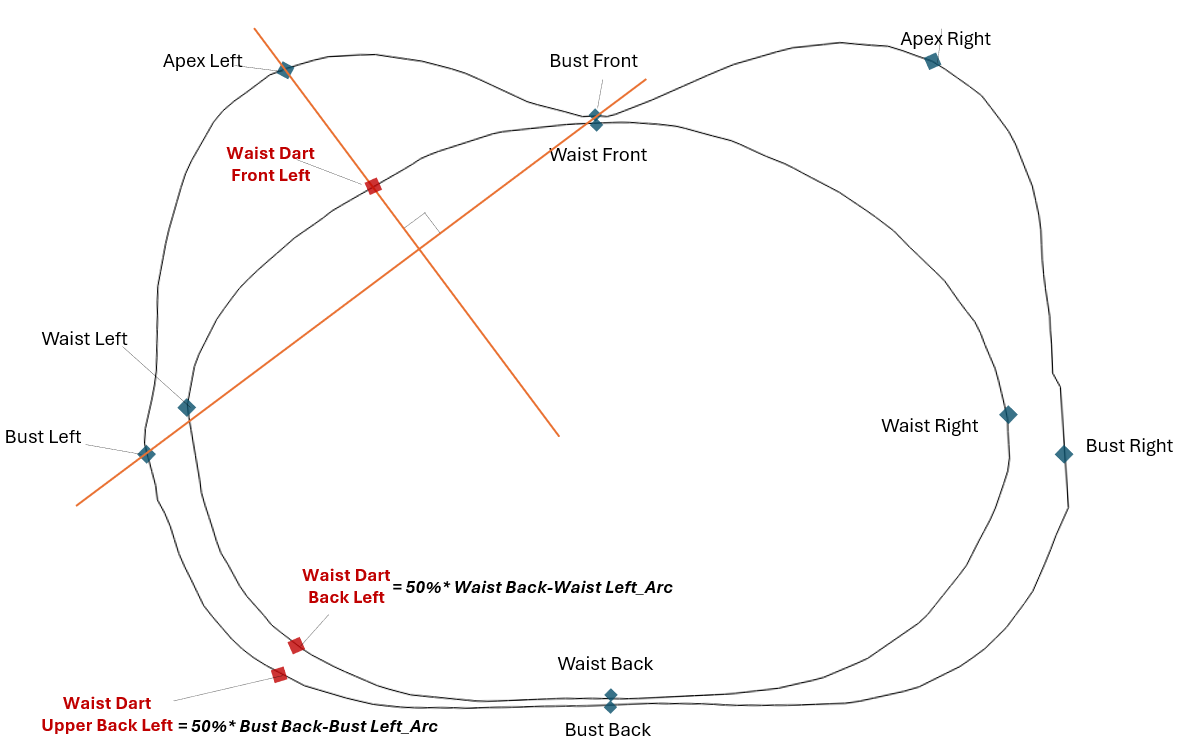 Apex Left
Bust Front
Apex Right
Waist Dart
Front Left
Waist Front
Waist Left
Bust Left
Waist Right
Bust Right
Waist Dart
Back Left = 50%* Waist Back-Waist Left_Arc
Waist Back
Waist Dart
Upper Back Left = 50%* Bust Back-Bust Left_Arc
Bust Back